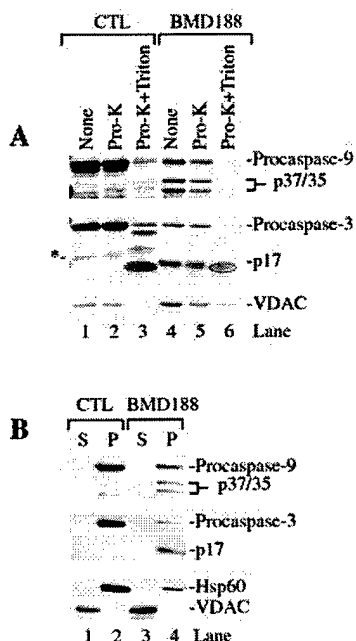 CTL BMD188
A
None Pro-K Pro-K+Triton None Pro-K Pro-K+Triton
-Procaspase-9
p37/35
-Procaspase-3
*-
-p17
-VDAC
1 2 3 4 5 6 Lane
B
CTL BMD188
S P S P
-Procaspase-9
p37/35
-Procaspase-3
-p17
-Hsp60
-VDAC
1 2 3 4 Lane